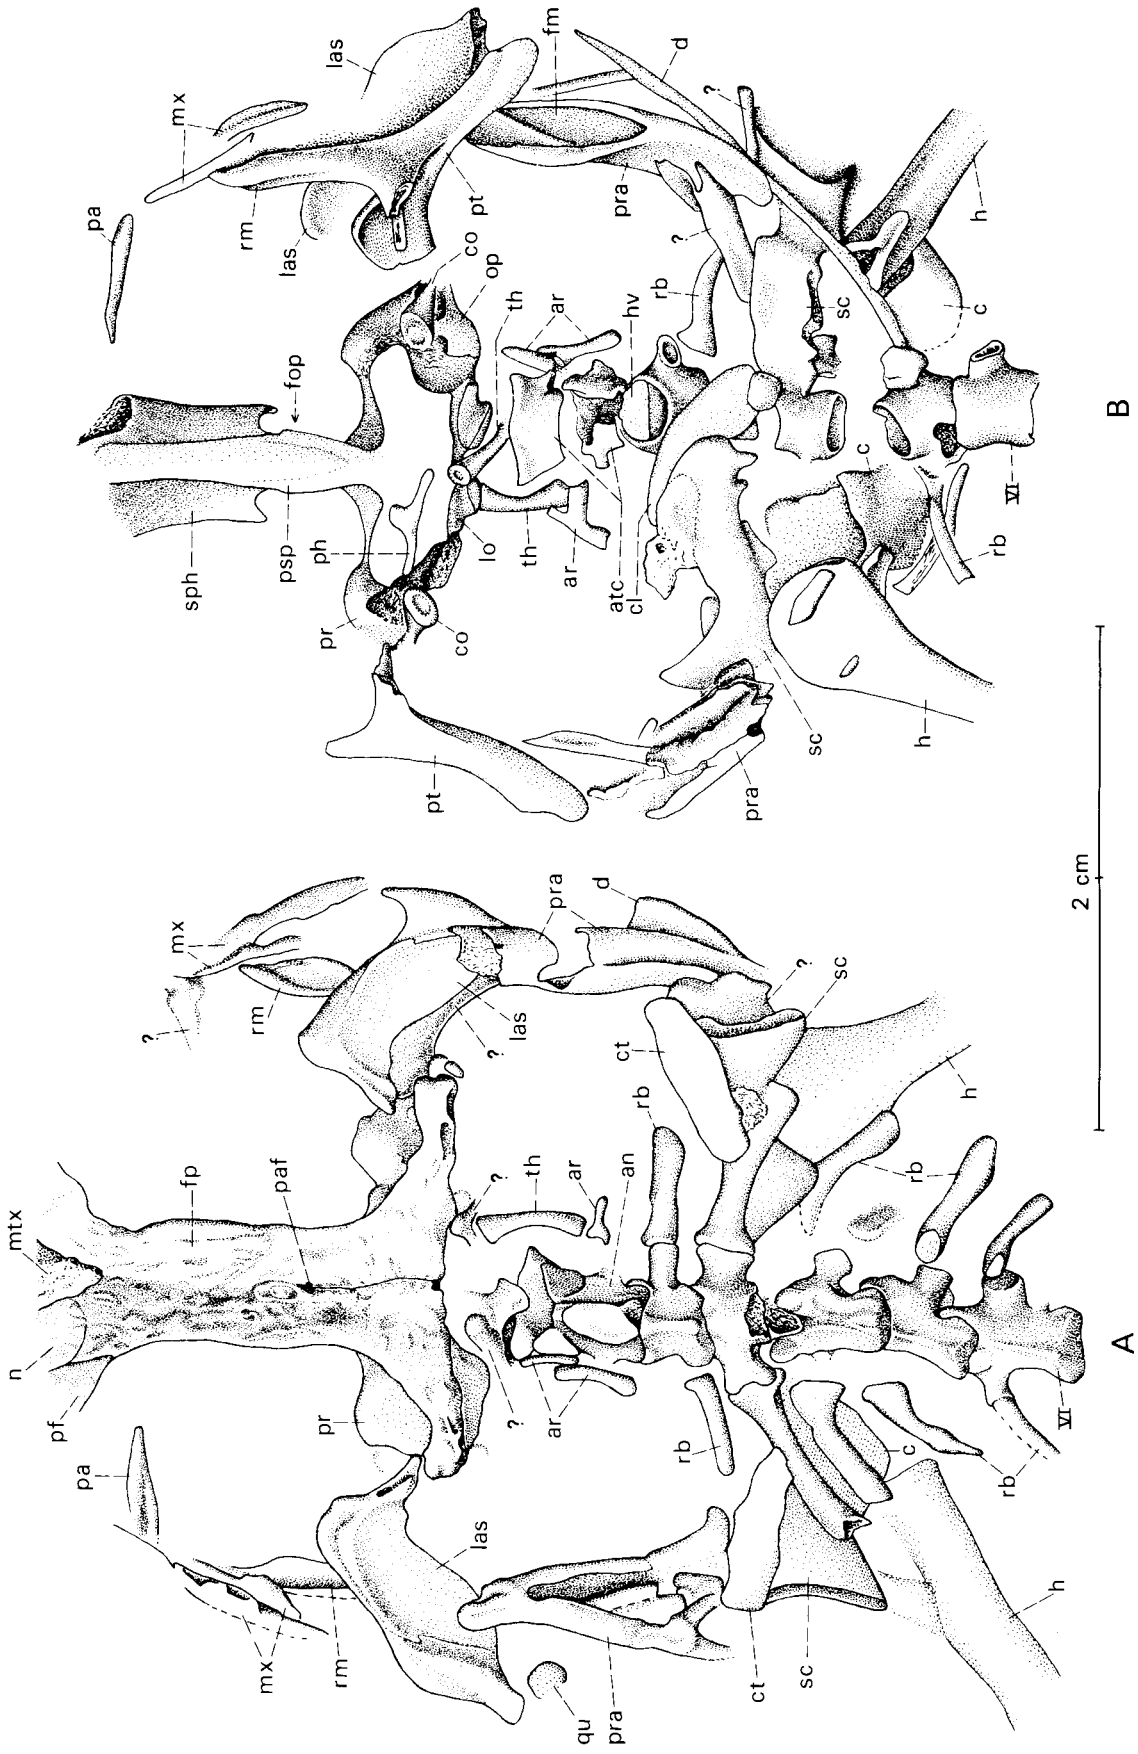 n
mtx
pf
pa
?
mx
fp
rm
mx
paf
pr
rm
las
?
?
?
las
th
ar
ar
pra
qu
d
pra
ct
an
rb
rb
ct
?
sc
sc
c
rb
h
rb
h
VI
A
2 cm
pa
mx
sph
rm
psp
las
fop
ph
pr
las
pt
co
co
pt
lo
op
th
th
fm
ar
ar
atc
pra
cl
hv
rb
d
?
?
pra
sc
sc
c
h
c
h
rb
VI
B